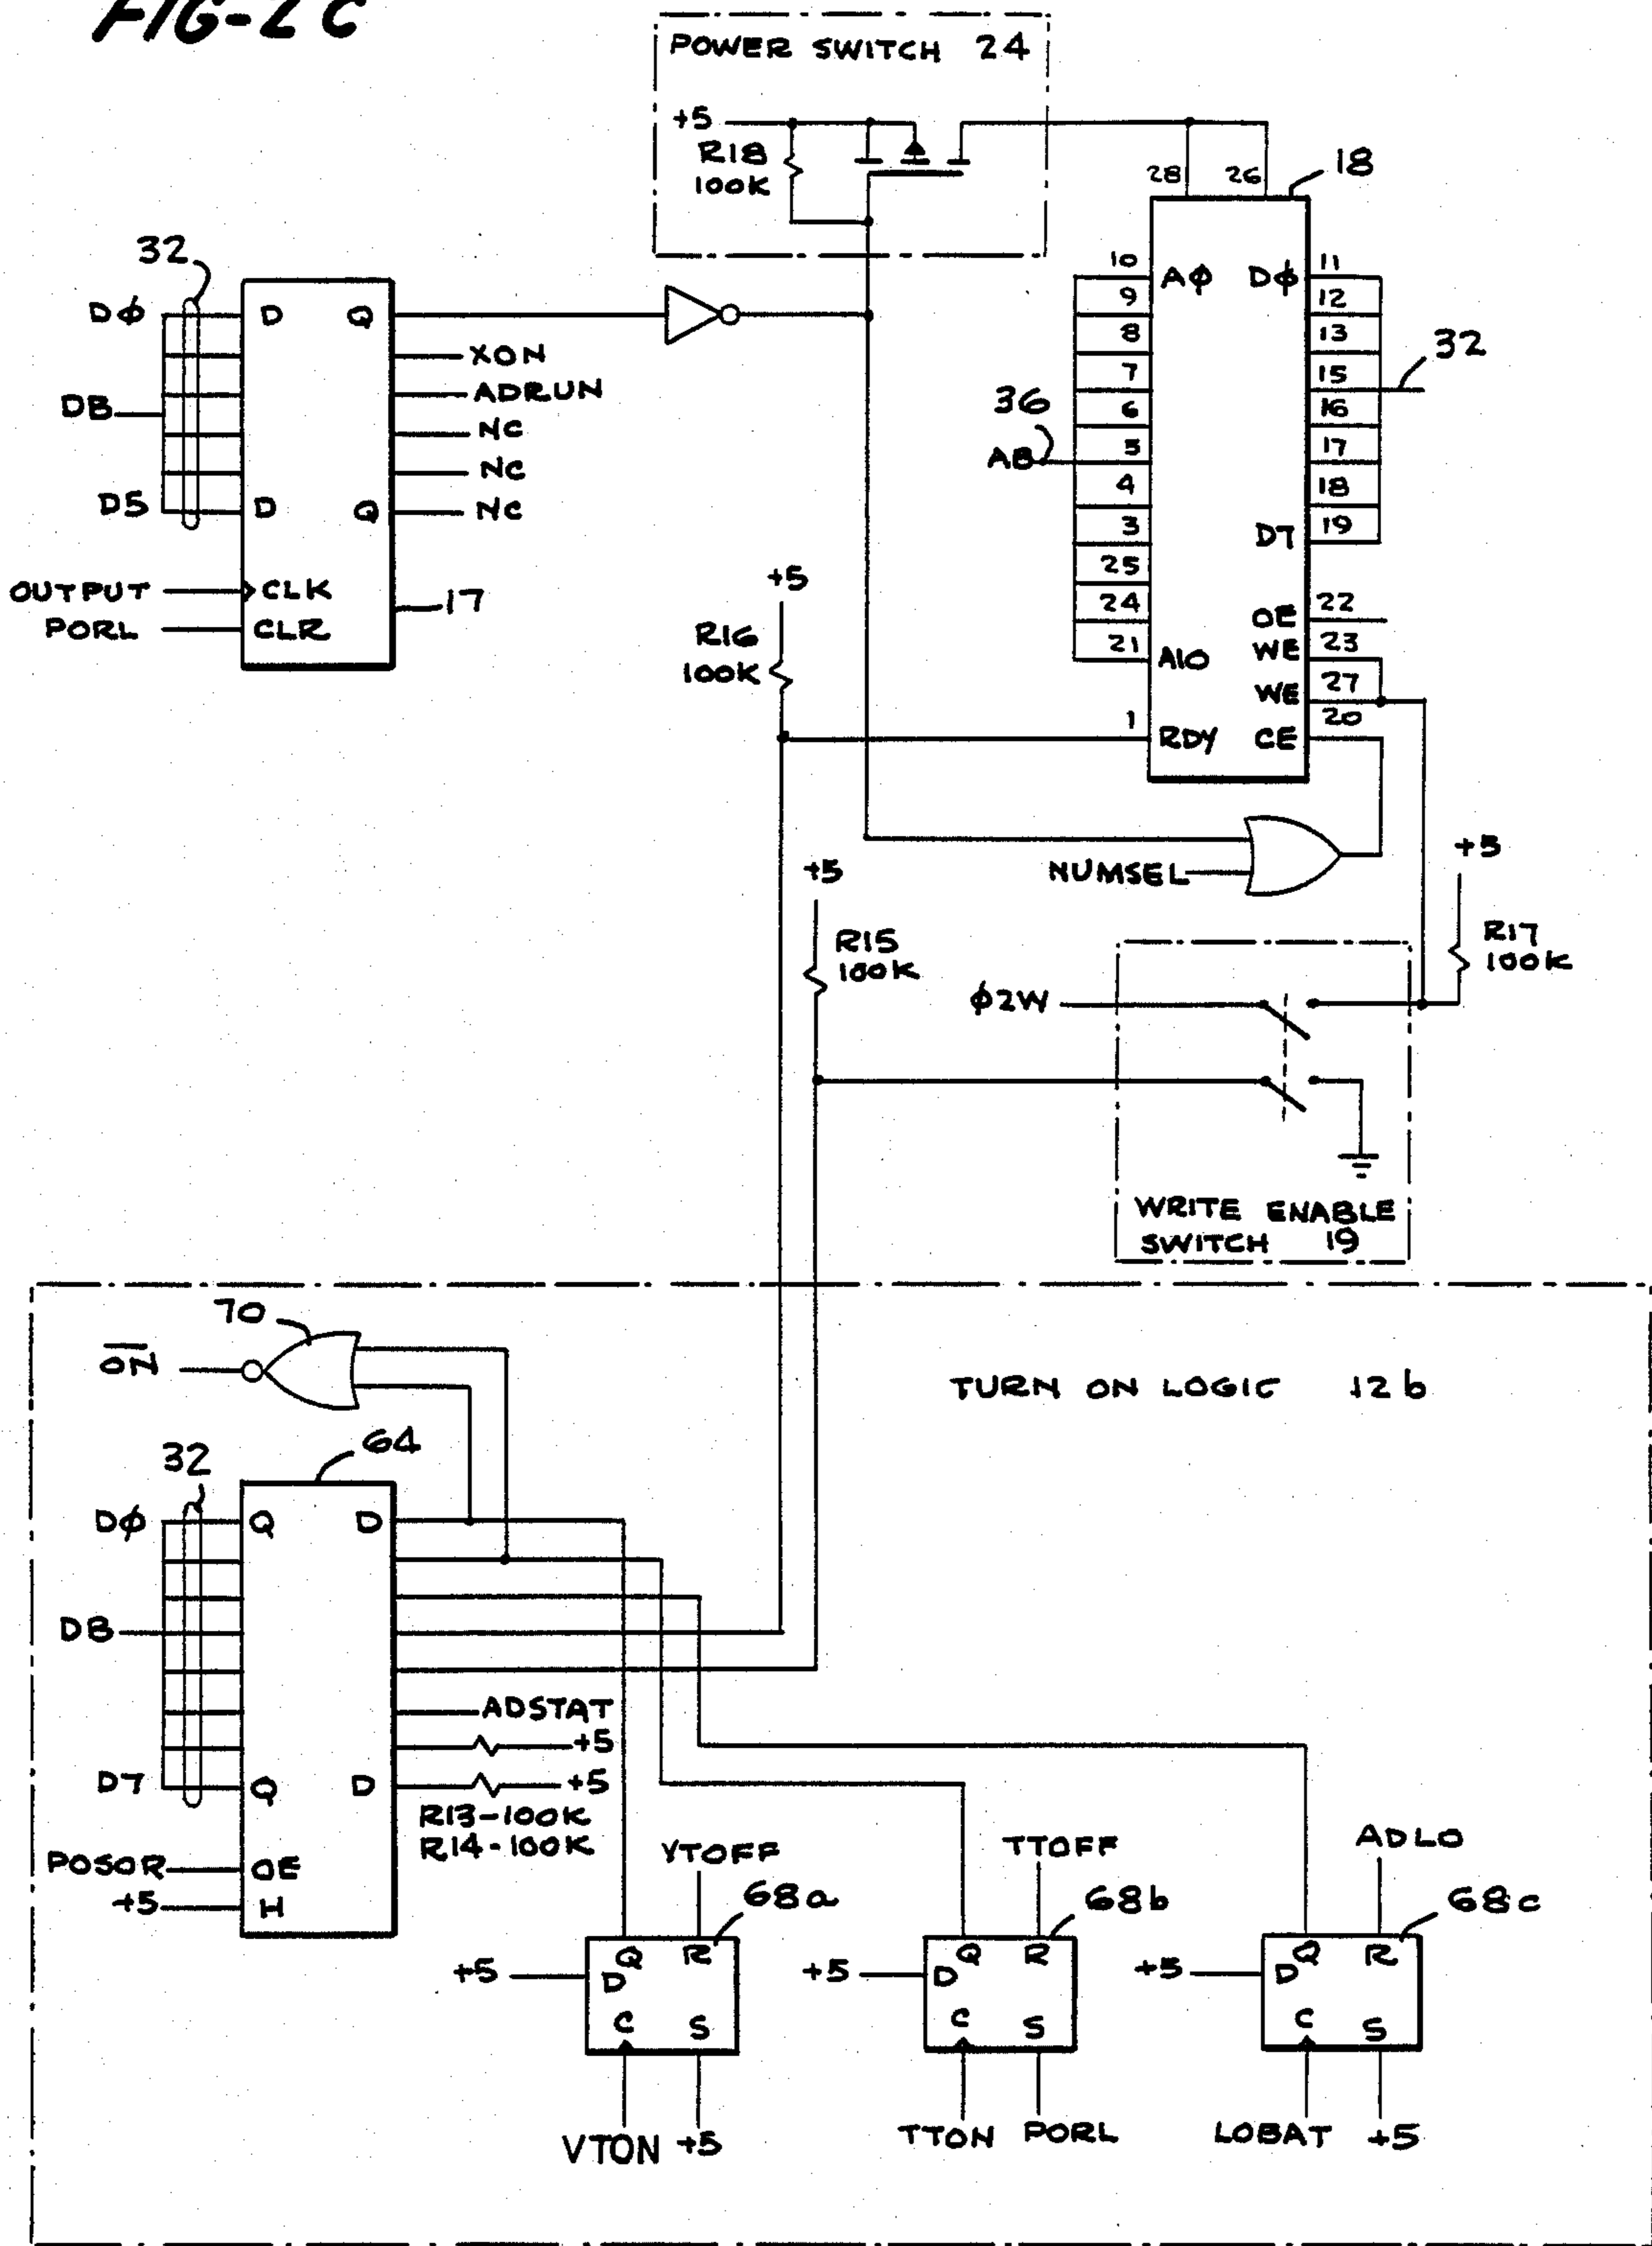 FIG-2C
POWER SWITCH 24
+5
R18
100K
28
26
18
32
DΦ
DB
D5
D
Q
D
Q
CLK
CLR
OUTPUT
PORL
17
XON
ADRUN
NC
NC
NC
10
9
8
7
6
5
4
3
25
24
21
1
AΦ
A10
RDY
DΦ
D7
OE
WE
WE
CE
11
12
13
15
16
17
18
19
22
23
27
20
32
36
AB
+5
R16
100K
NUMSEL
+5
R15
100K
+5
R17
100K
Φ2W
WRITE ENABLE
SWITCH 19
70
ON
TURN ON LOGIC 12b
32
64
DΦ
DB
D7
Q
D
Q
D
OE
H
POSOR
+5
ADSTAT
+5
+5
R13-100K
R14-100K
VTOFF
68a
+5
Q
R
D
C
S
VTON
+5
TTOFF
68b
+5
Q
R
D
C
S
TTON
PORL
ADLO
68c
+5
Q
R
D
C
S
LOBAT
+5